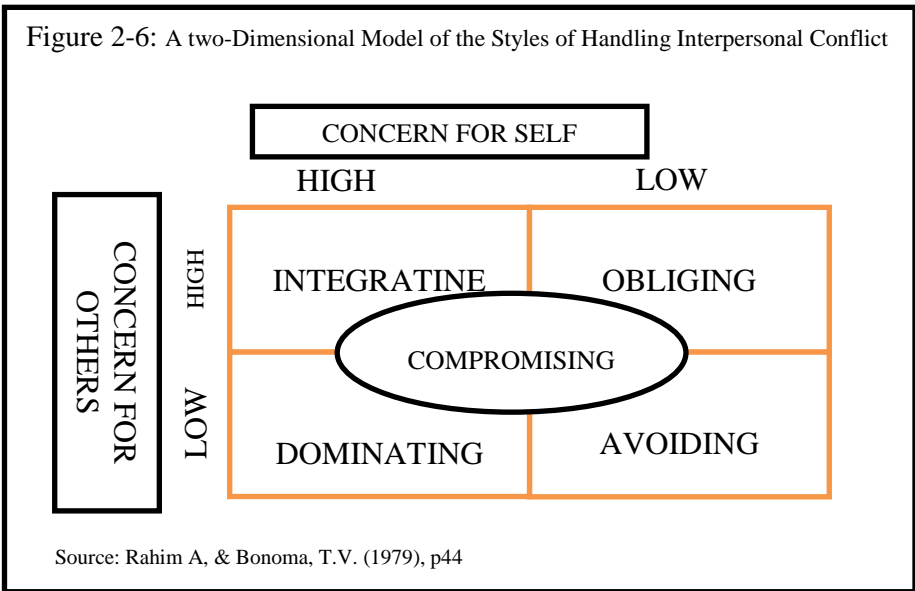 Figure 2-6: A two-Dimensional Model of the Styles of Handling Interpersonal Conflict
CONCERN FOR SELF
HIGH LOW
CONCERN FOR
OTHERS
HIGH
INTEGRATINE OBLIGING
COMPROMISING
LOW
DOMINATING AVOIDING
Source: Rahim A, & Bonoma, T.V. (1979), p44